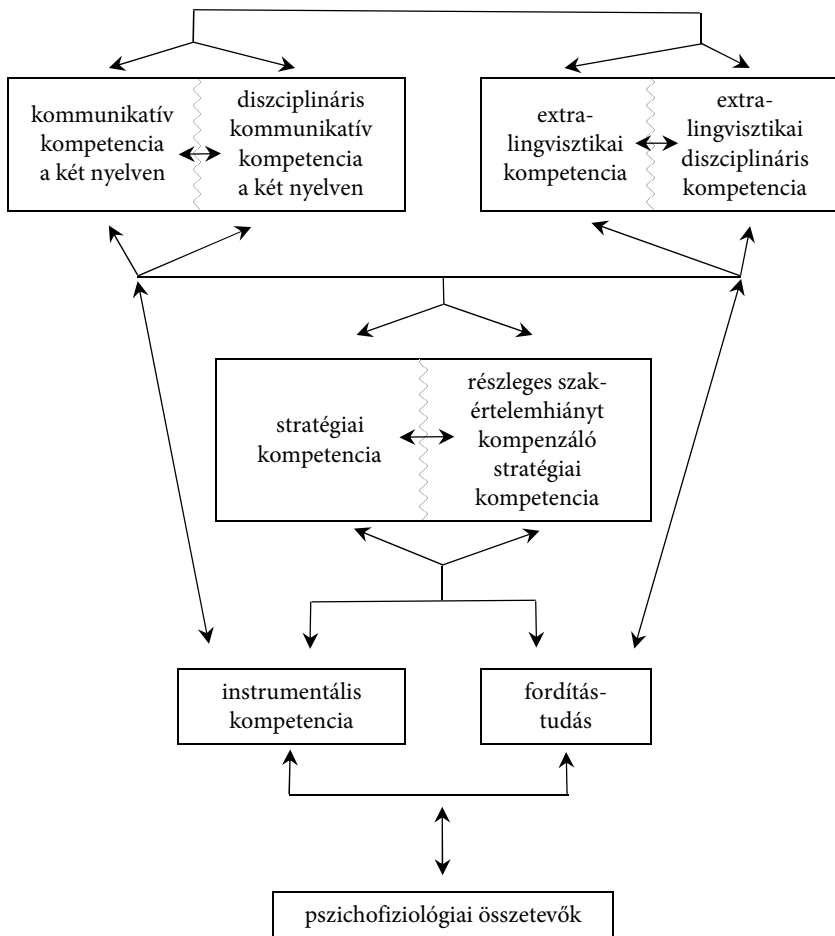 kommunikatív
kompetencia
a két nyelven
diszciplináris
kommunikatív
kompetencia
a két nyelven
extra-
lingvisztikai
kompetencia
extra-
lingvisztikai
diszciplináris
kompetencia
stratégiai
kompetencia
részleges szak-
értelemhiányt
kompenzáló
stratégiai
kompetencia
instrumentális
kompetencia
fordítás-
tudás
pszichofiziológiai összetevők